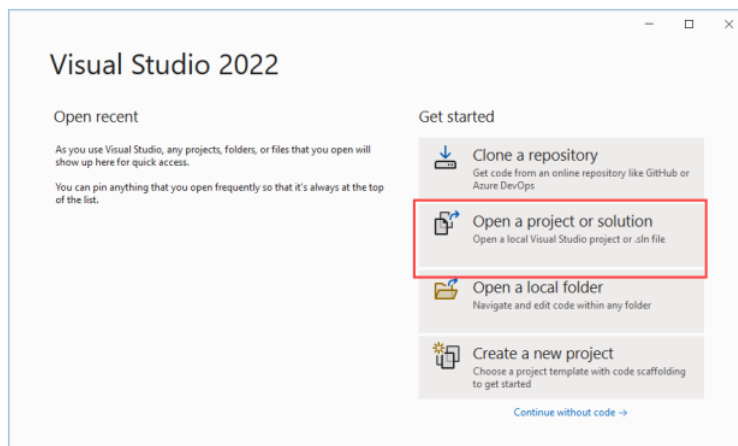 Visual Studio 2022
Open recent
As you use Visual Studio, any projects, folders, or files that you open will
show up here for quick access.
You can pin anything that you open frequently so that it's always at the top
of the list.
Get started
Clone a repository
Get code from an online repository like GitHub or
Azure DevOps
Open a project or solution
Open a local Visual Studio project or .sln file
Open a local folder
Navigate and edit code within any folder
Create a new project
Choose a project template with code scaffolding
to get started
Continue without code →